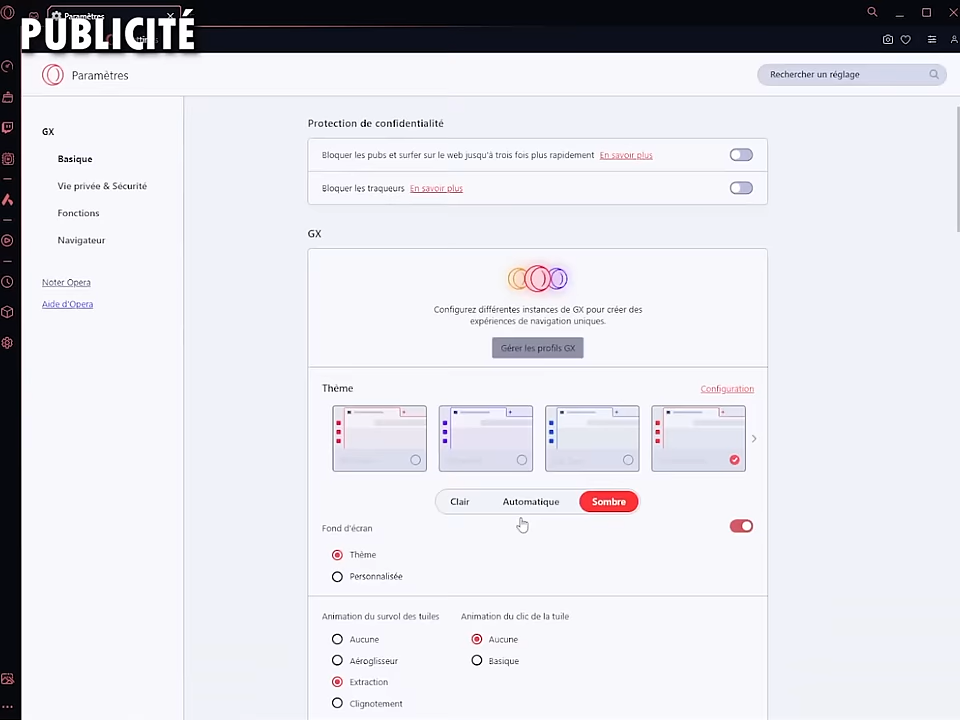 Paramètres
PUBLICITÉ
Paramètres
Rechercher un réglage
GX
Basique
Vie privée & Sécurité
Fonctions
Navigateur
Noter Opera
Aide d'Opera
Protection de confidentialité
Bloquer les pubs et surfer sur le web jusqu'à trois fois plus rapidement En savoir plus
Bloquer les traqueurs En savoir plus
GX
Configurez différentes instances de GX pour créer des
expériences de navigation uniques.
Gérer les profils GX
Thème Configuration
Clair Automatique Sombre
Fond d'écran
Thème
Personnalisée
Animation du survol des tuiles Animation du clic de la tuile
Aucune Aucune
Aéroglisseur Basique
Extraction
Clignotement